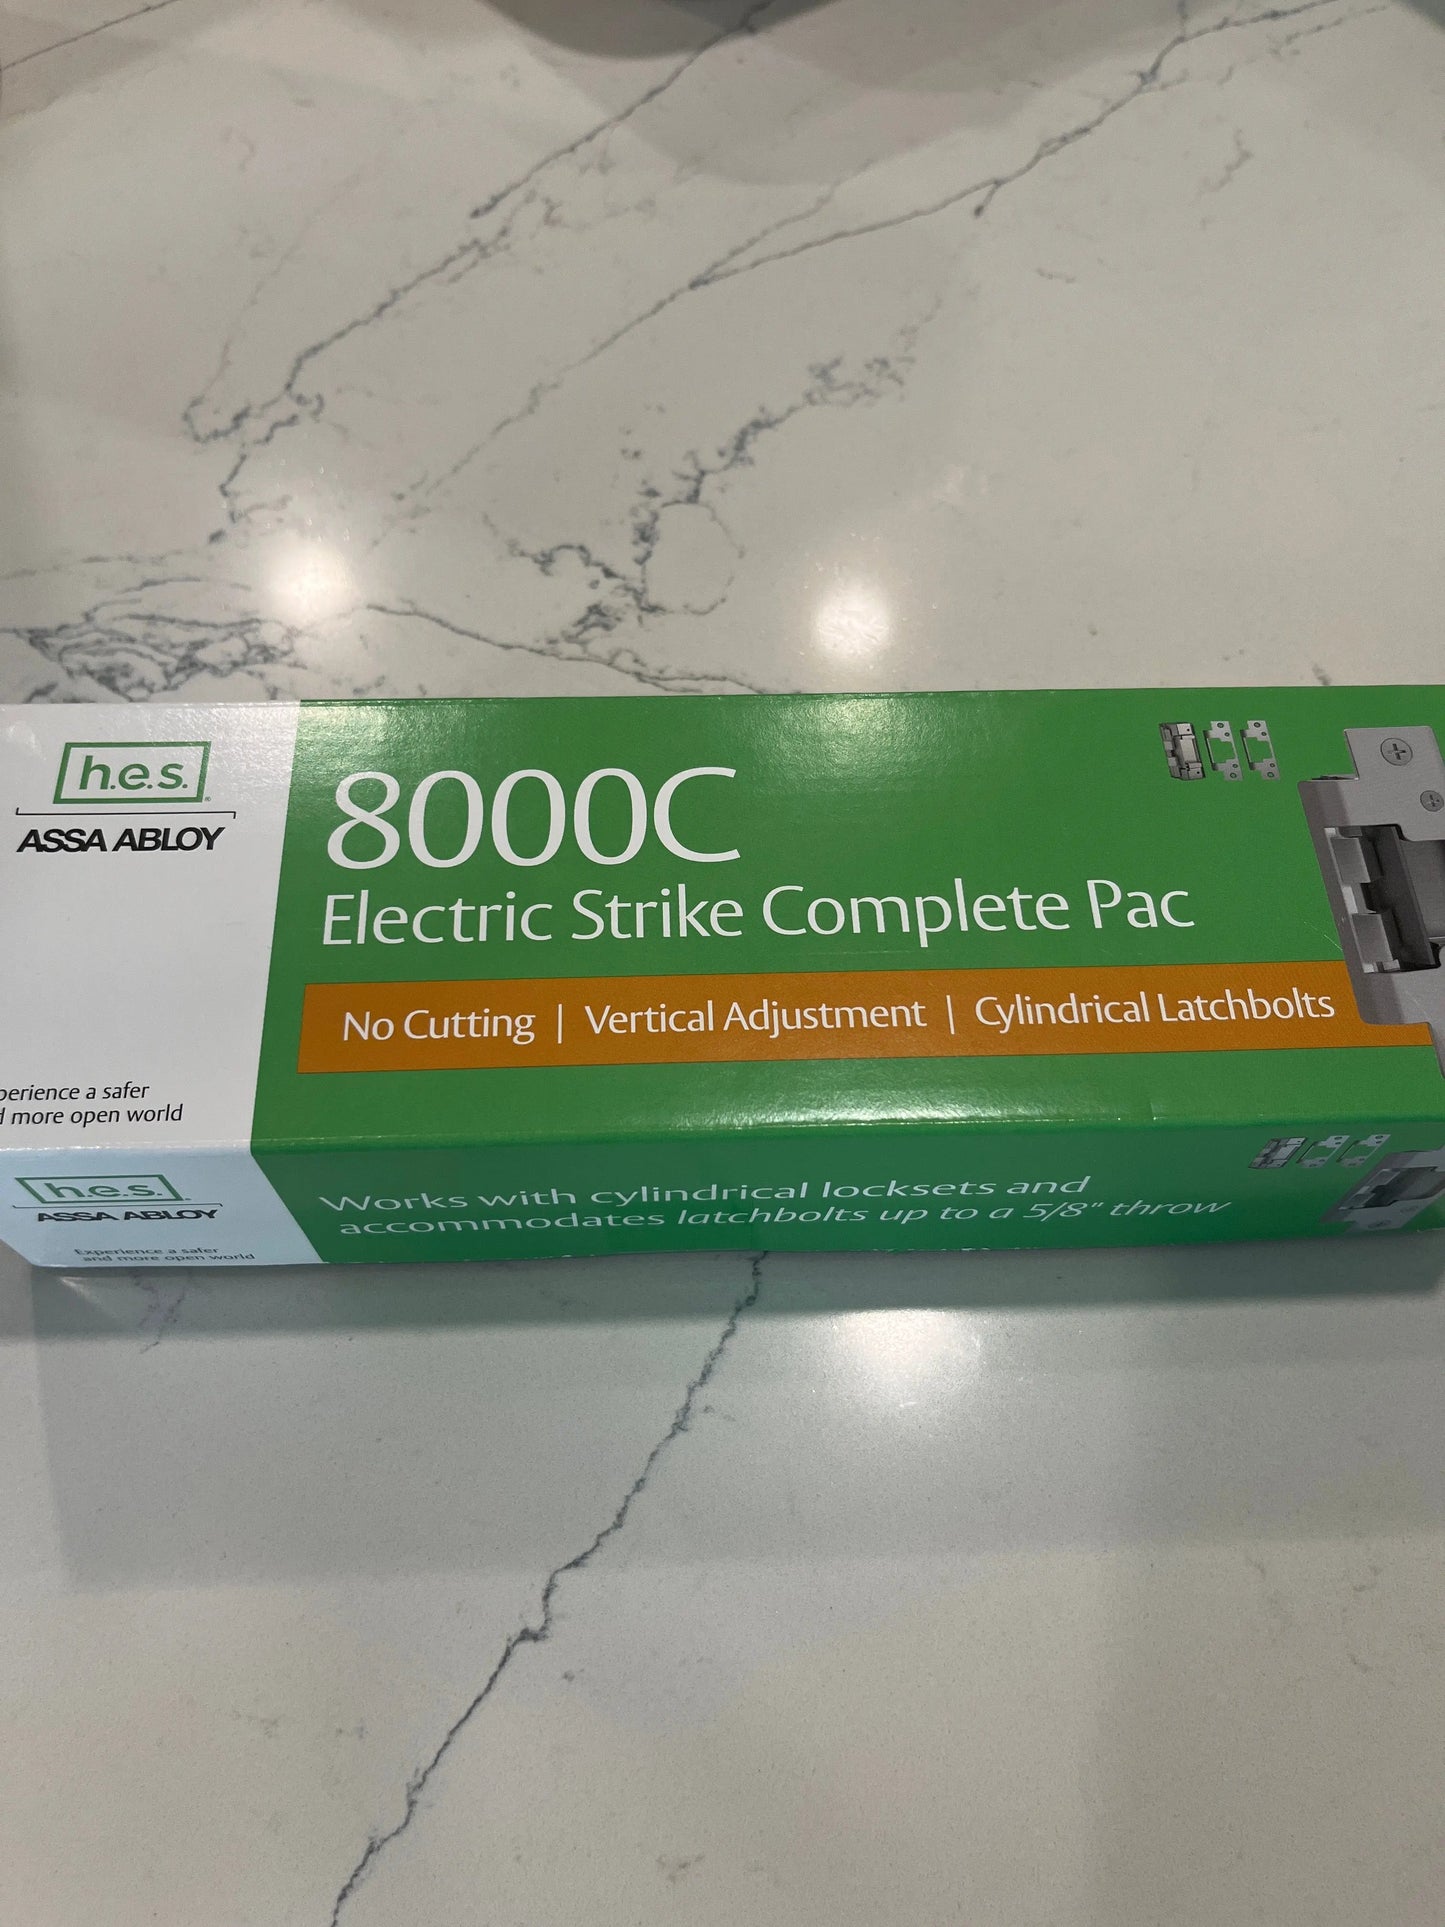 h.e.s.
ASSA ABLOY
8000C
Electric Strike Complete Pac
No Cutting | Vertical Adjustment | Cylindrical Latchbolts
perience a safer
d more open world
h.e.s.
ASSA ABLOY
Experience a safer
and more open world
Works with cylindrical locksets and
accommodates latchbolts up to a 5/8" throw